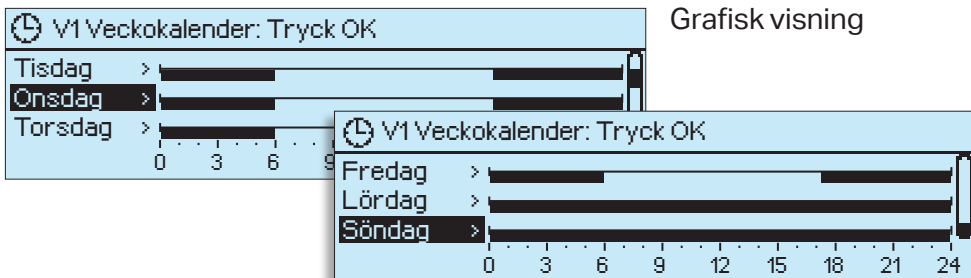 V1 Veckokalender: Tryck OK
Grafisk visning
Tisdag >
Onsdag >
Torsdag >
0 3 6 9
V1 Veckokalender: Tryck OK
Fredag >
Lördag >
Söndag >
0 3 6 9 12 15 18 21 24